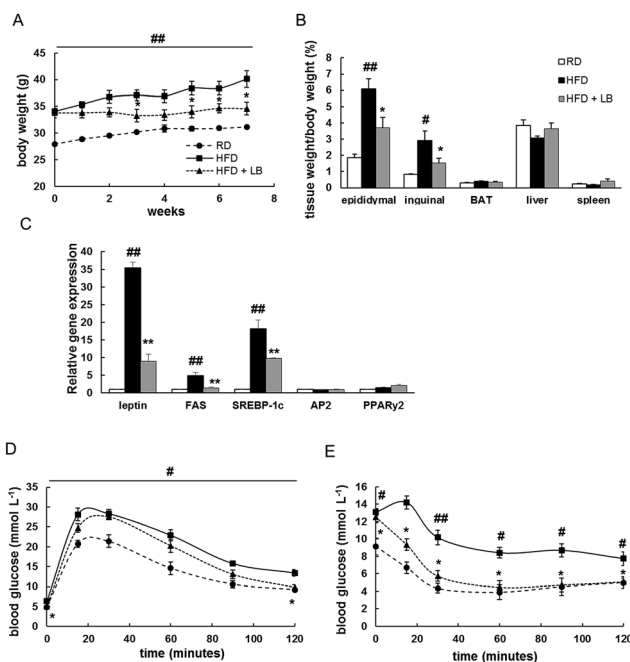 A
##
body weight (g)
45
40
35
30
25
20
* * * *
RD
HFD
HFD + LB
0 2 4 6 8
weeks
B
tissue weight/body weight (%)
8
7
6
5
4
3
2
1
0
##
*
#
*
RD
HFD
HFD + LB
epididymal inguinal BAT liver spleen
C
Relative gene expression
40
35
30
25
20
15
10
5
0
##
**
##
**
##
**
leptin FAS SREBP-1c AP2 PPARγ2
D
#
blood glucose (mmol L-1)
35
30
25
20
15
10
5
0
* *
0 20 40 60 80 100 120
time (minutes)
E
blood glucose (mmol L-1)
16
14
12
10
8
6
4
2
0
# ## # # #
* * * * * *
0 20 40 60 80 100 120
time (minutes)